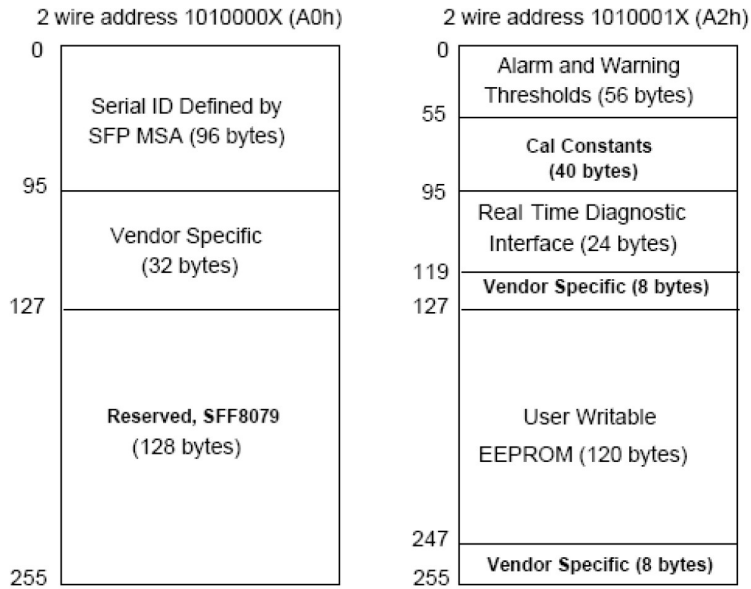 2 wire address 1010000X (A0h)
0
Serial ID Defined by
SFP MSA (96 bytes)
95
Vendor Specific
(32 bytes)
127
Reserved, SFF8079
(128 bytes)
255
2 wire address 1010001X (A2h)
0
Alarm and Warning
Thresholds (56 bytes)
55
Cal Constants
(40 bytes)
95
Real Time Diagnostic
Interface (24 bytes)
119
Vendor Specific (8 bytes)
127
User Writable
EEPROM (120 bytes)
247
Vendor Specific (8 bytes)
255